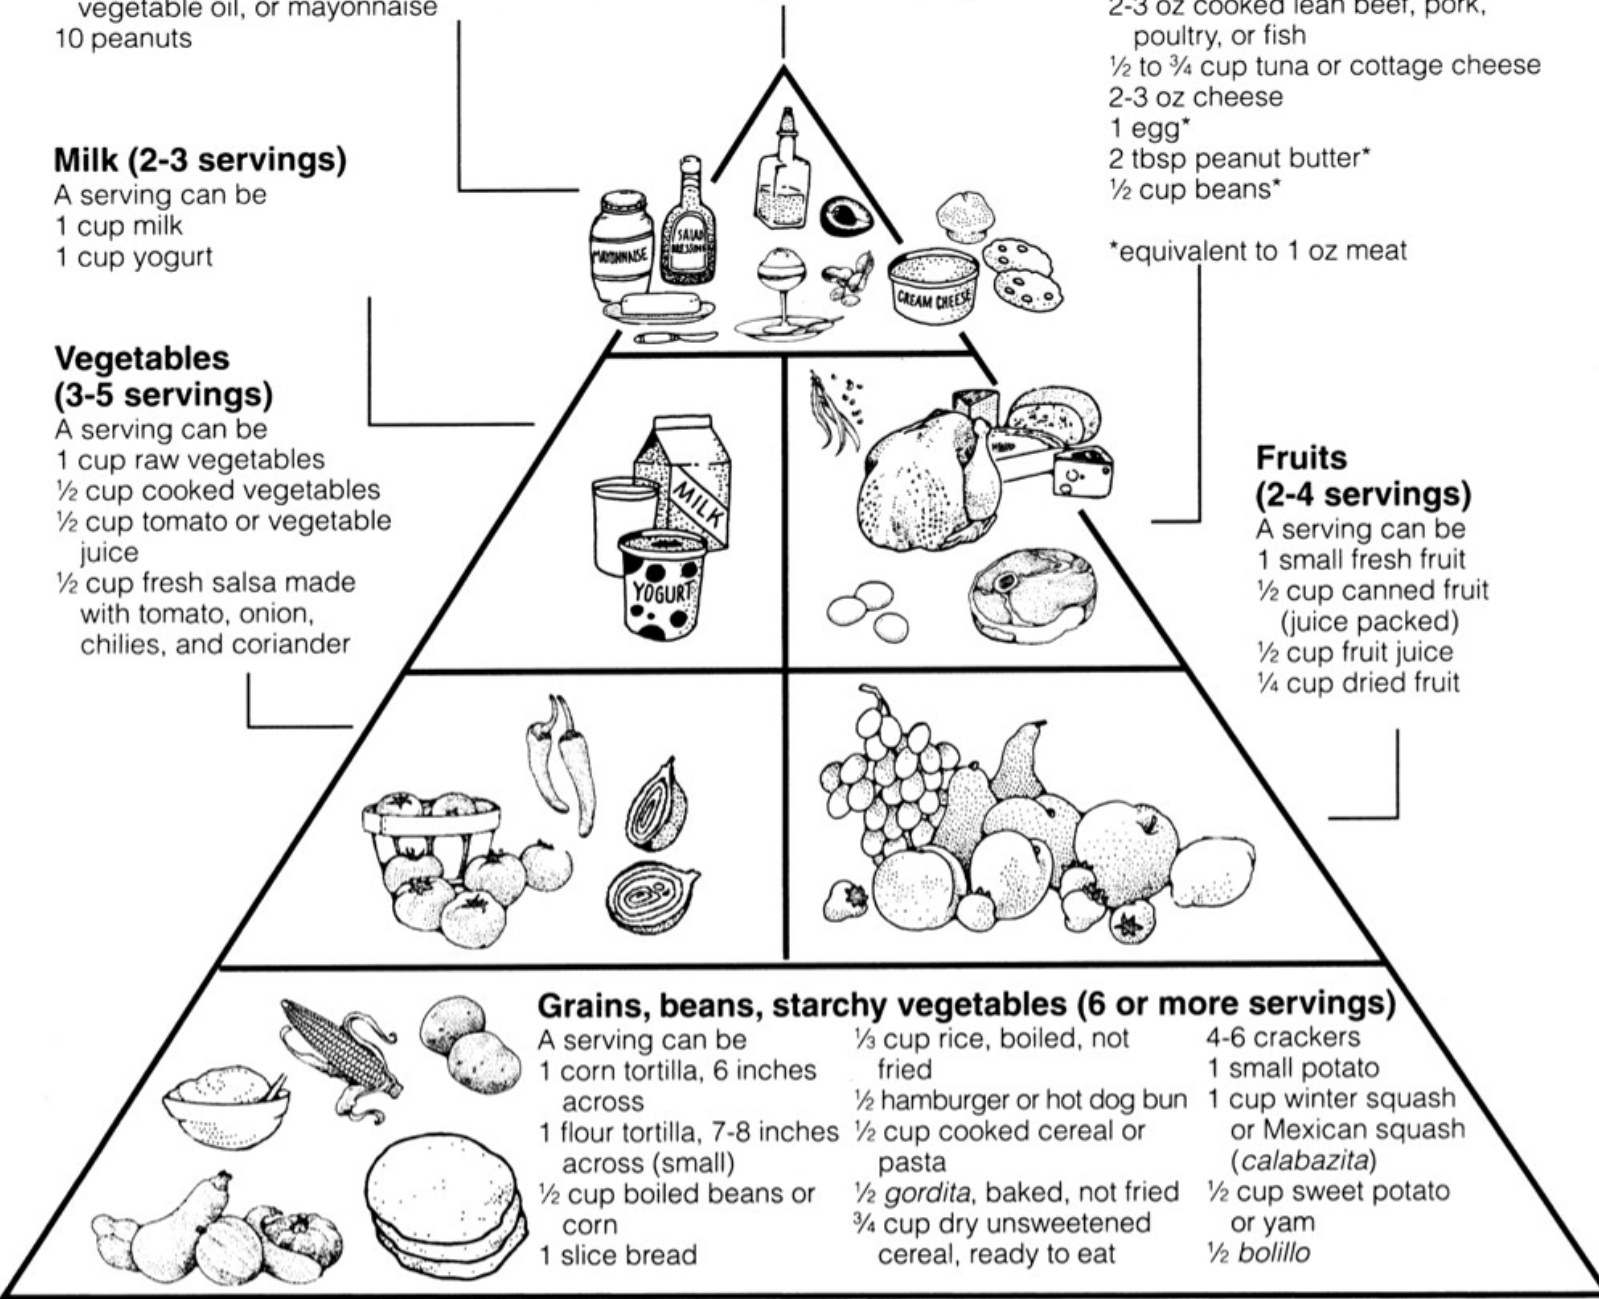 vegetable oil, or mayonnaise
10 peanuts
Milk (2-3 servings)
A serving can be
1 cup milk
1 cup yogurt
Vegetables
(3-5 servings)
A serving can be
1 cup raw vegetables
½ cup cooked vegetables
½ cup tomato or vegetable
juice
½ cup fresh salsa made
with tomato, onion,
chilies, and coriander
2-3 oz cooked lean beef, pork,
poultry, or fish
½ to ¾ cup tuna or cottage cheese
2-3 oz cheese
1 egg*
2 tbsp peanut butter*
½ cup beans*
*equivalent to 1 oz meat
Fruits
(2-4 servings)
A serving can be
1 small fresh fruit
½ cup canned fruit
(juice packed)
½ cup fruit juice
¼ cup dried fruit
MAYONNAISE
SALAD
DRESSING
CREAM CHEESE
MILK
YOGURT
Grains, beans, starchy vegetables (6 or more servings)
A serving can be
1 corn tortilla, 6 inches
across
1 flour tortilla, 7-8 inches
across (small)
½ cup boiled beans or
corn
1 slice bread
⅓ cup rice, boiled, not
fried
½ hamburger or hot dog bun
½ cup cooked cereal or
pasta
½ gordita, baked, not fried
¾ cup dry unsweetened
cereal, ready to eat
4-6 crackers
1 small potato
1 cup winter squash
or Mexican squash
(calabazita)
½ cup sweet potato
or yam
½ bolillo